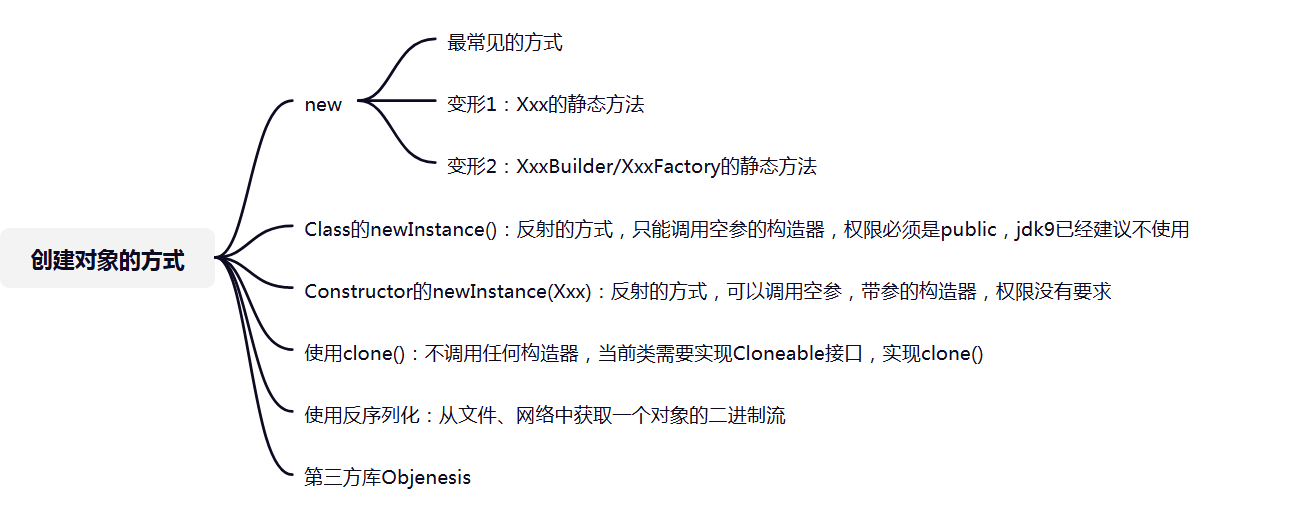 最常见的方式
new
变形1：Xxx的静态方法
变形2：XxxBuilder/XxxFactory的静态方法
创建对象的方式
Class的newInstance()：反射的方式，只能调用空参的构造器，权限必须是public，jdk9已经建议不使用
Constructor的newInstance(Xxx)：反射的方式，可以调用空参，带参的构造器，权限没有要求
使用clone()：不调用任何构造器，当前类需要实现Cloneable接口，实现clone()
使用反序列化：从文件、网络中获取一个对象的二进制流
第三方库Objenesis